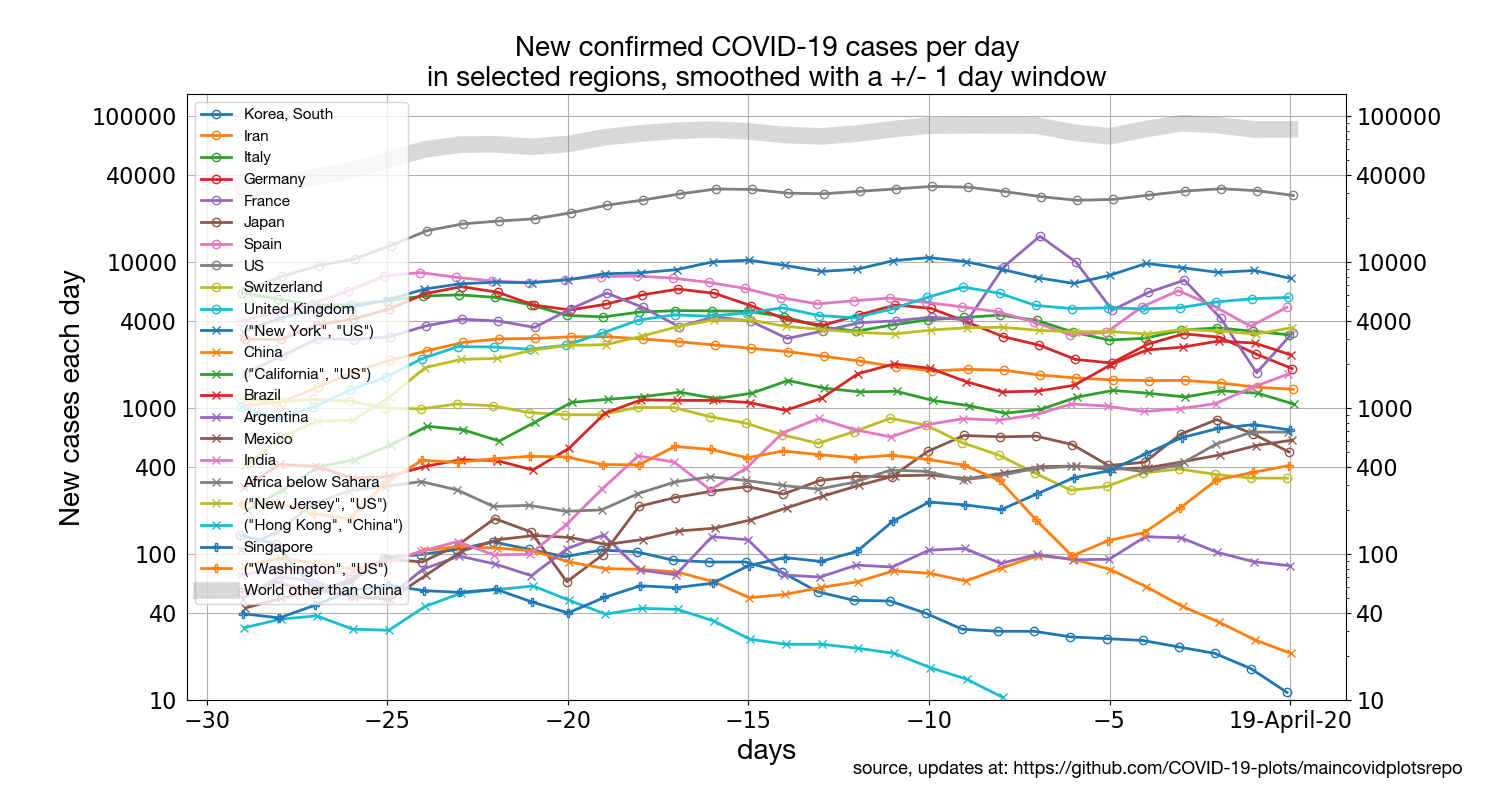 New confirmed COVID-19 cases per day
in selected regions, smoothed with a +/- 1 day window
New cases each day
100000
40000
10000
4000
1000
400
100
40
10
Korea, South
Iran
Italy
Germany
France
Japan
Spain
US
Switzerland
United Kingdom
("New York", "US")
China
("California", "US")
Brazil
Argentina
Mexico
India
Africa below Sahara
("New Jersey", "US")
("Hong Kong", "China")
Singapore
("Washington", "US")
World other than China
100000
40000
10000
4000
1000
400
100
40
10
−30 −25 −20 −15 −10 −5 19-April-20
days
source, updates at: https://github.com/COVID-19-plots/maincovidplotsrepo